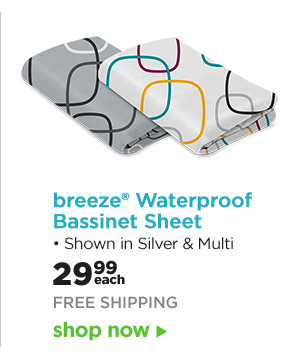 breeze® Waterproof
Bassinet Sheet
• Shown in Silver & Multi
29.99 each
FREE SHIPPING
shop now ►